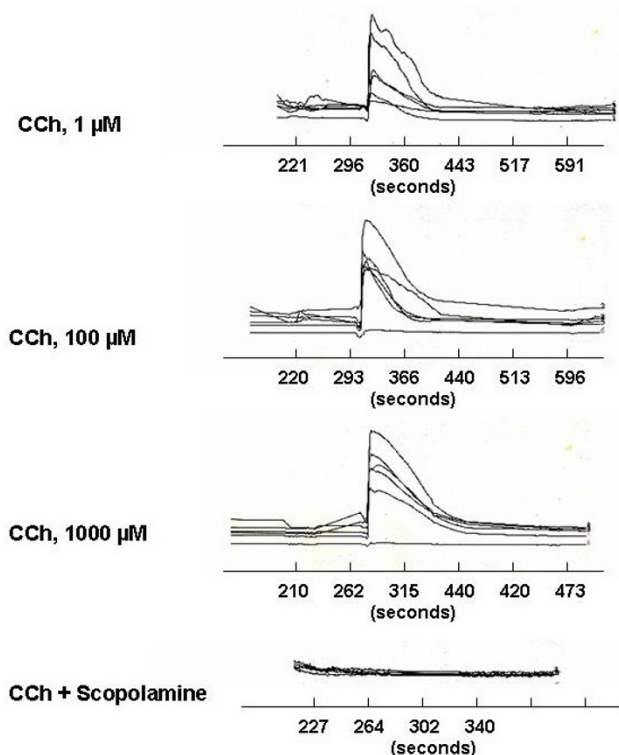 CCh, 1 µM
221 296 360 443 517 591
(seconds)
CCh, 100 µM
220 293 366 440 513 596
(seconds)
CCh, 1000 µM
210 262 315 440 420 473
(seconds)
CCh + Scopolamine
227 264 302 340
(seconds)